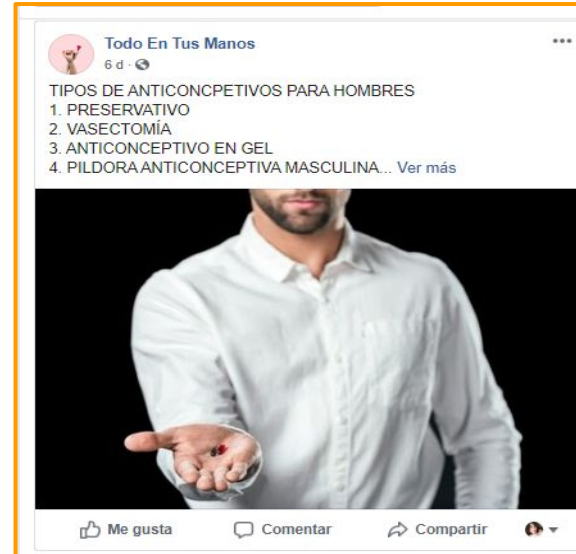 Todo En Tus Manos
6 d ·
TIPOS DE ANTICONCPETIVOS PARA HOMBRES
1. PRESERVATIVO
2. VASECTOMÍA
3. ANTICONCEPTIVO EN GEL
4. PILDORA ANTICONCEPTIVA MASCULINA... Ver más
Me gusta Comentar Compartir